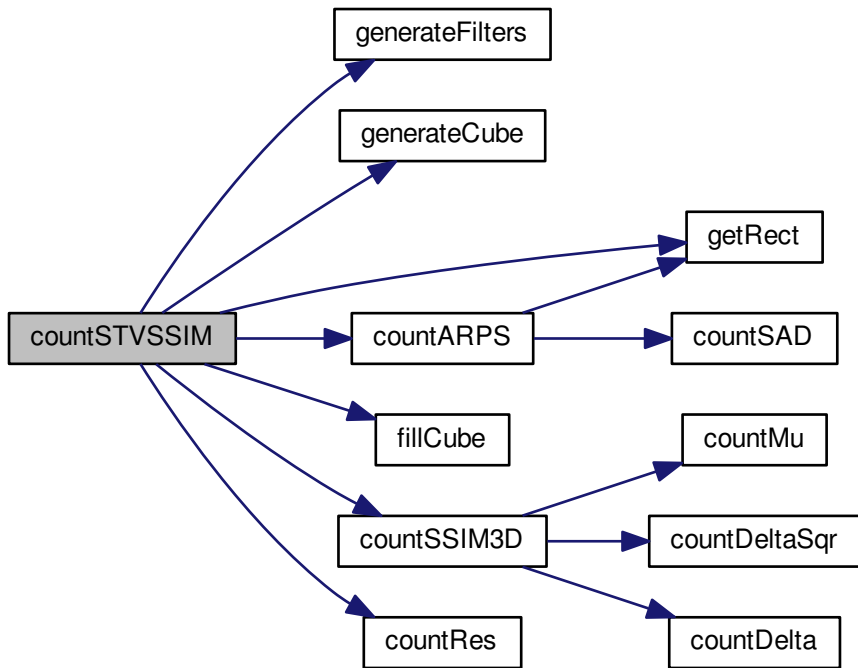 generateFilters
generateCube
getRect
countSTVSSIM
countARPS
countSAD
fillCube
countMu
countSSIM3D
countDeltaSqr
countRes
countDelta